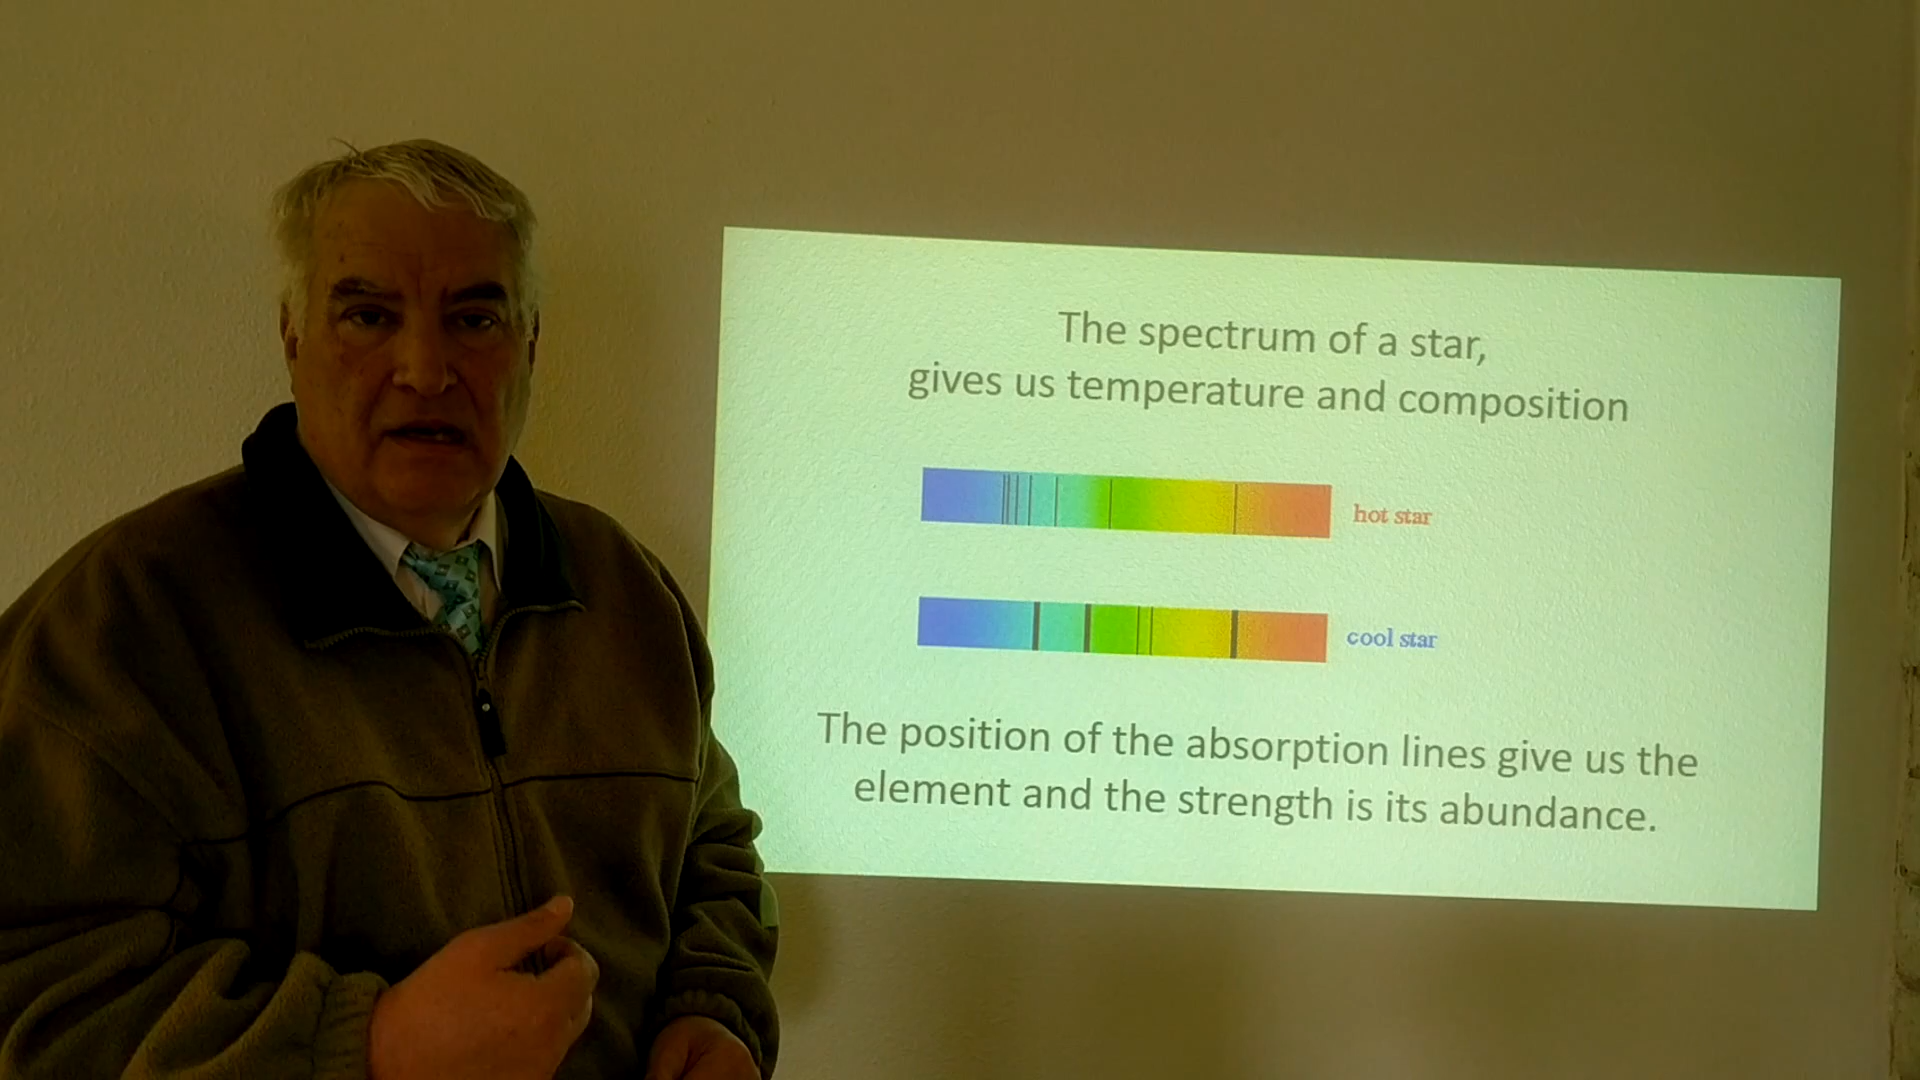 The spectrum of a star,
gives us temperature and composition
hot star
cool star
The position of the absorption lines give us the
element and the strength is its abundance.